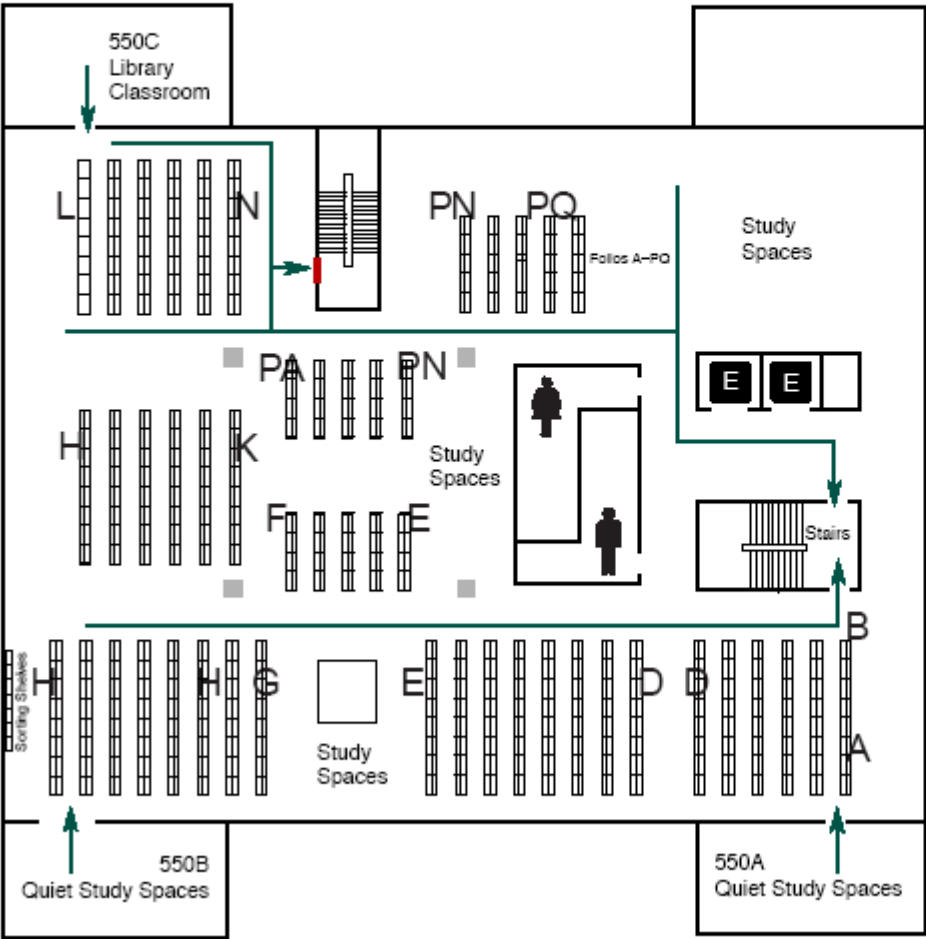 550C
Library
Classroom
L
N
PN
PQ
Folios A-PQ
Study
Spaces
PA
PN
E
E
H
K
Study
Spaces
F
E
Stairs
B
H
H
G
E
D
D
A
Sorting Shelves
Study
Spaces
550B
Quiet Study Spaces
550A
Quiet Study Spaces